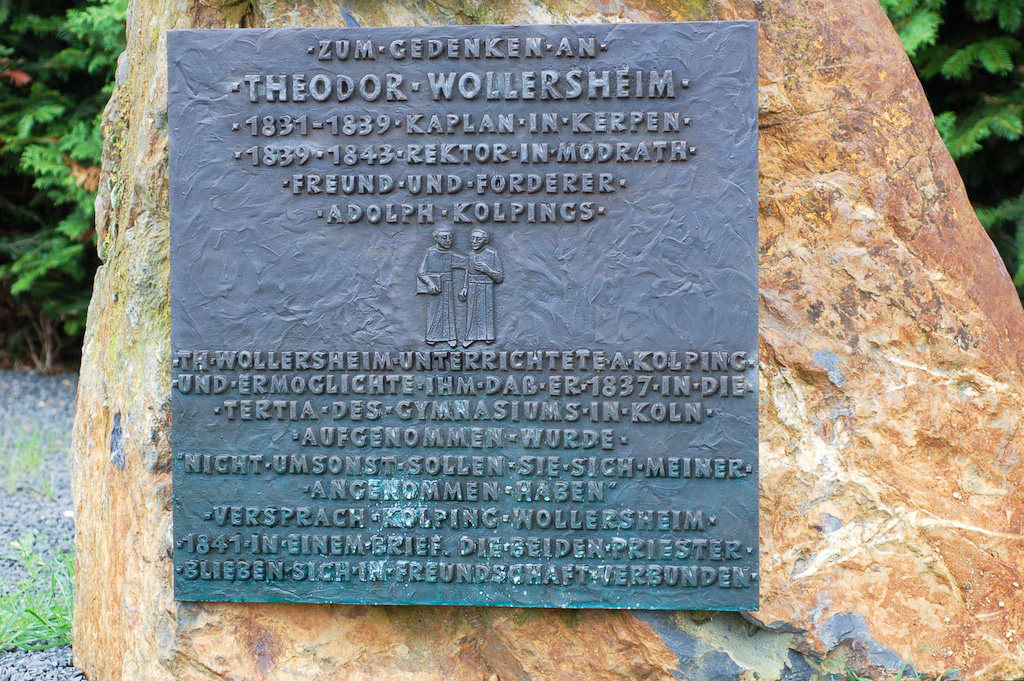 ·ZUM·GEDENKEN·AN·
·THEODOR·WOLLERSHEIM·
·1831-1839·KAPLAN·IN·KERPEN·
·1839·1843·REKTOR·IN·MÖDRATH·
·FREUND·UND·FÖRDERER·
·ADOLPH·KOLPINGS·
·TH·WOLLERSHEIM·UNTERRICHTETE·A·KOLPING·
·UND·ERMÖGLICHTE·IHM·DAß·ER·1837·IN·DIE·
·TERTIA·DES·GYMNASIUMS·IN·KÖLN·
·AUFGENOMMEN·WURDE·
"NICHT·UMSONST·SOLLEN·SIE·SICH·MEINER·
·ANGENOMMEN·HABEN"
·VERSPRACH·KOLPING·WOLLERSHEIM·
·1841·IN·EINEM·BRIEF. DIE·BEIDEN·PRIESTER·
·BLIEBEN·SICH·IN·FREUNDSCHAFT·VERBUNDEN·